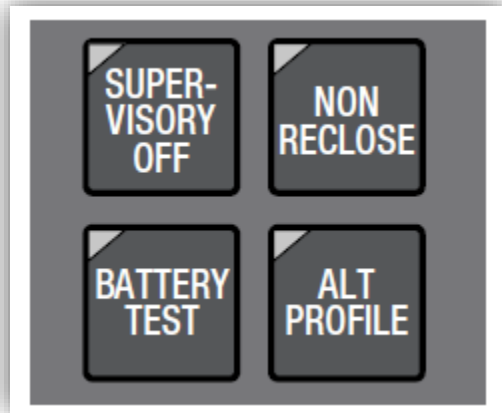 SUPER-
VISORY
OFF
NON
RECLOSE
BATTERY
TEST
ALT
PROFILE